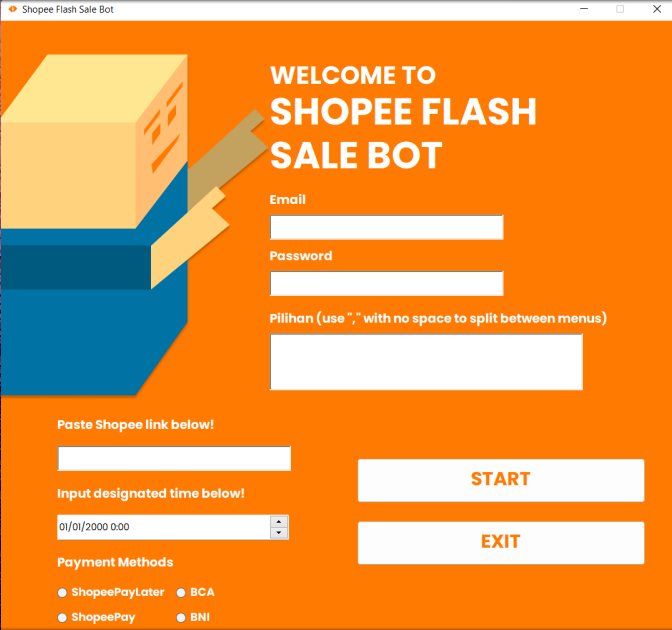 Shopee Flash Sale Bot
WELCOME TO
SHOPEE FLASH
SALE BOT
Email
Password
Pilihan (use "," with no space to split between menus)
Paste Shopee link below!
Input designated time below!
01/01/2000 0:00
Payment Methods
ShopeePayLater BCA
ShopeePay BNI
START
EXIT